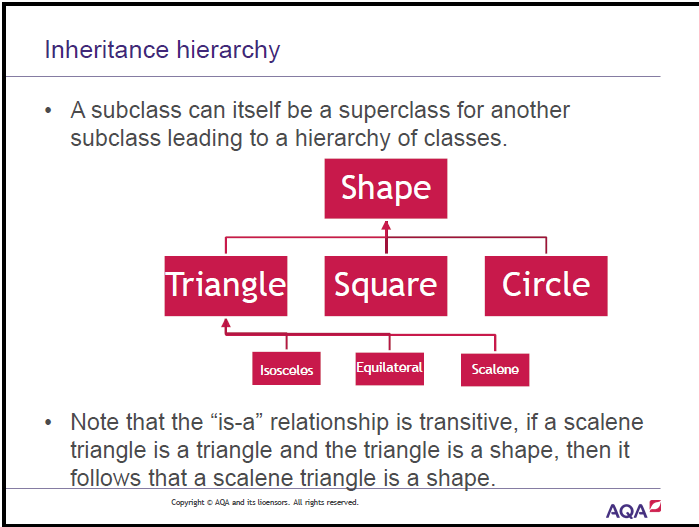 Inheritance hierarchy
• A subclass can itself be a superclass for another
subclass leading to a hierarchy of classes.
Shape
Triangle Square Circle
Isosceles Equilateral Scalene
• Note that the “is-a” relationship is transitive, if a scalene
triangle is a triangle and the triangle is a shape, then it
follows that a scalene triangle is a shape.
Copyright © AQA and its licensors. All rights reserved.
AQA